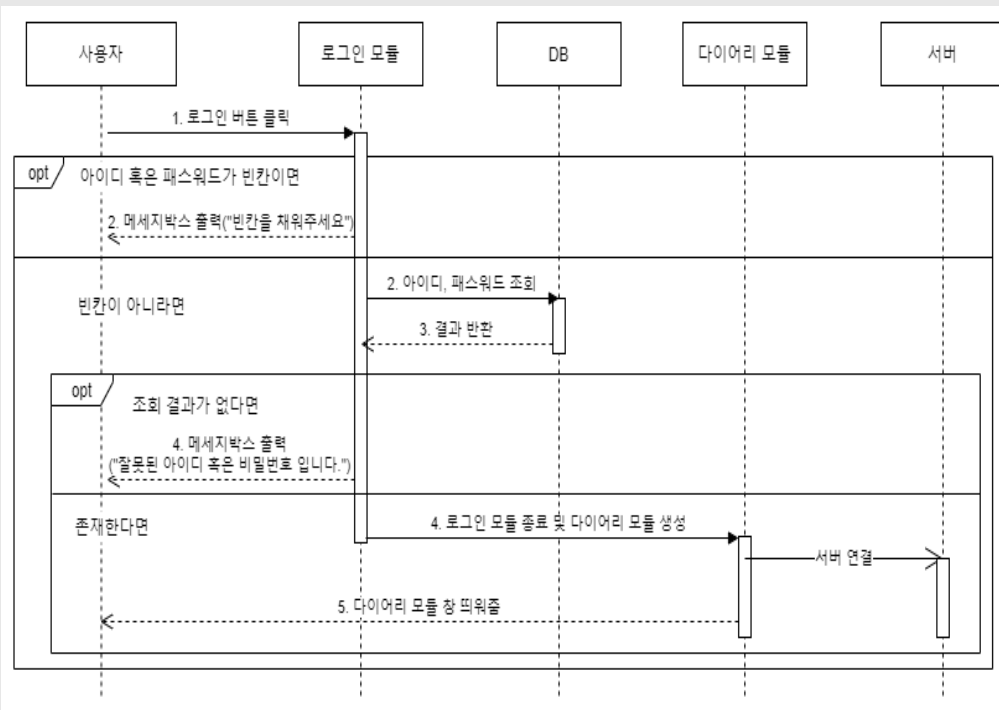 사용자
로그인 모듈
DB
다이어리 모듈
서버
1. 로그인 버튼 클릭
opt
아이디 혹은 패스워드가 빈칸이면
2. 메세지박스 출력("빈칸을 채워주세요")
2. 아이디, 패스워드 조회
빈칸이 아니라면
3. 결과 반환
opt
조회 결과가 없다면
4. 메세지박스 출력
("잘못된 아이디 혹은 비밀번호 입니다.")
존재한다면
4. 로그인 모듈 종료 및 다이어리 모듈 생성
서버 연결
5. 다이어리 모듈 창 띄워줌